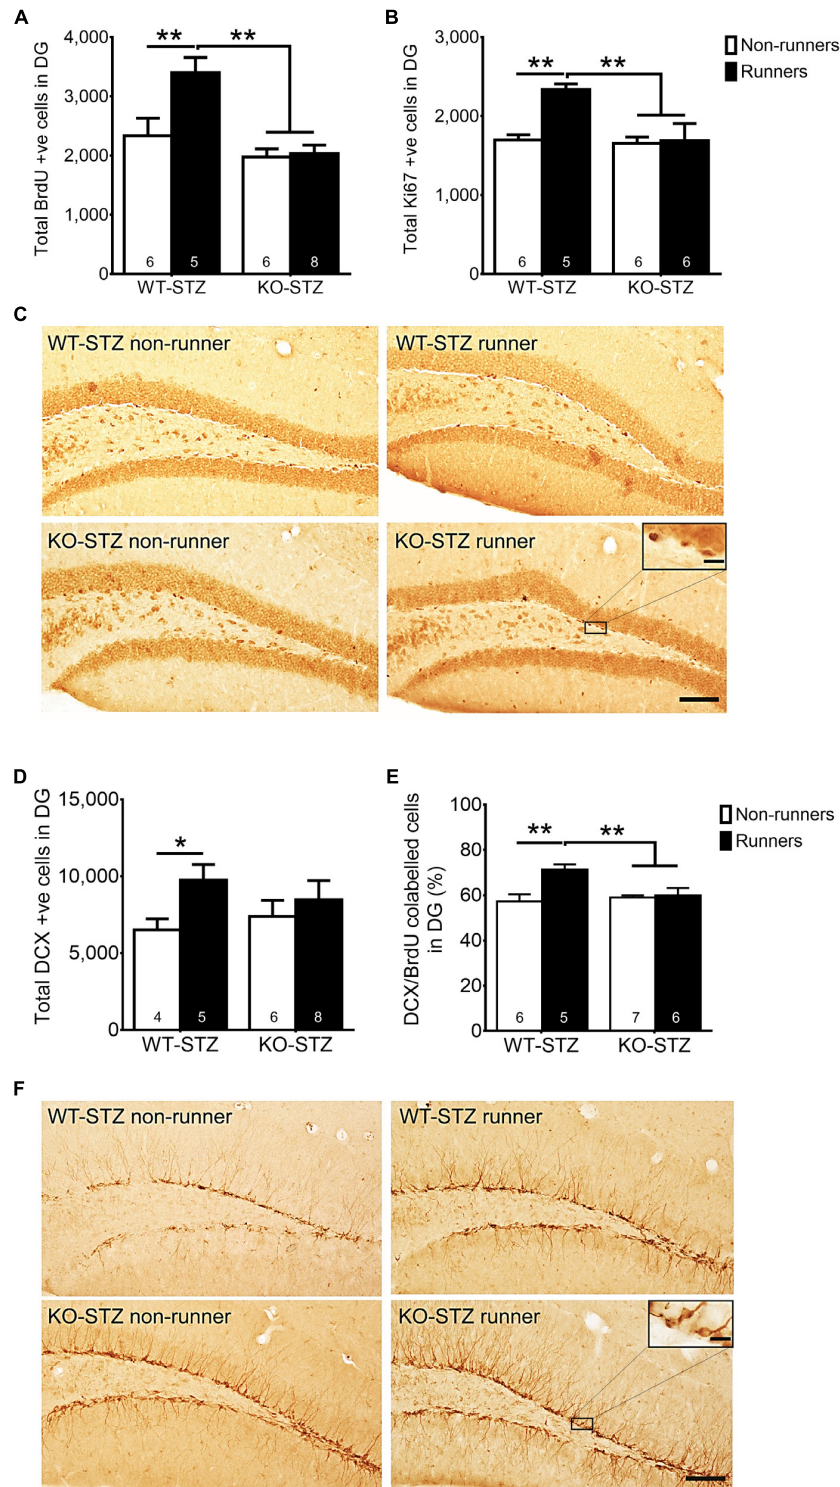 A
Total BrdU +ve cells in DG
4,000
3,000
2,000
1,000
0
** **
6 5 6 8
WT-STZ KO-STZ
B
Total Ki67 +ve cells in DG
3,000
2,000
1,000
0
** **
6 5 6 6
WT-STZ KO-STZ
Non-runners
Runners
C
WT-STZ non-runner
WT-STZ runner
KO-STZ non-runner
KO-STZ runner
D
Total DCX +ve cells in DG
15,000
10,000
5,000
0
*
4 5 6 8
WT-STZ KO-STZ
E
DCX/BrdU colabelled cells
in DG (%)
100
80
60
40
20
0
** **
6 5 7 6
WT-STZ KO-STZ
Non-runners
Runners
F
WT-STZ non-runner
WT-STZ runner
KO-STZ non-runner
KO-STZ runner